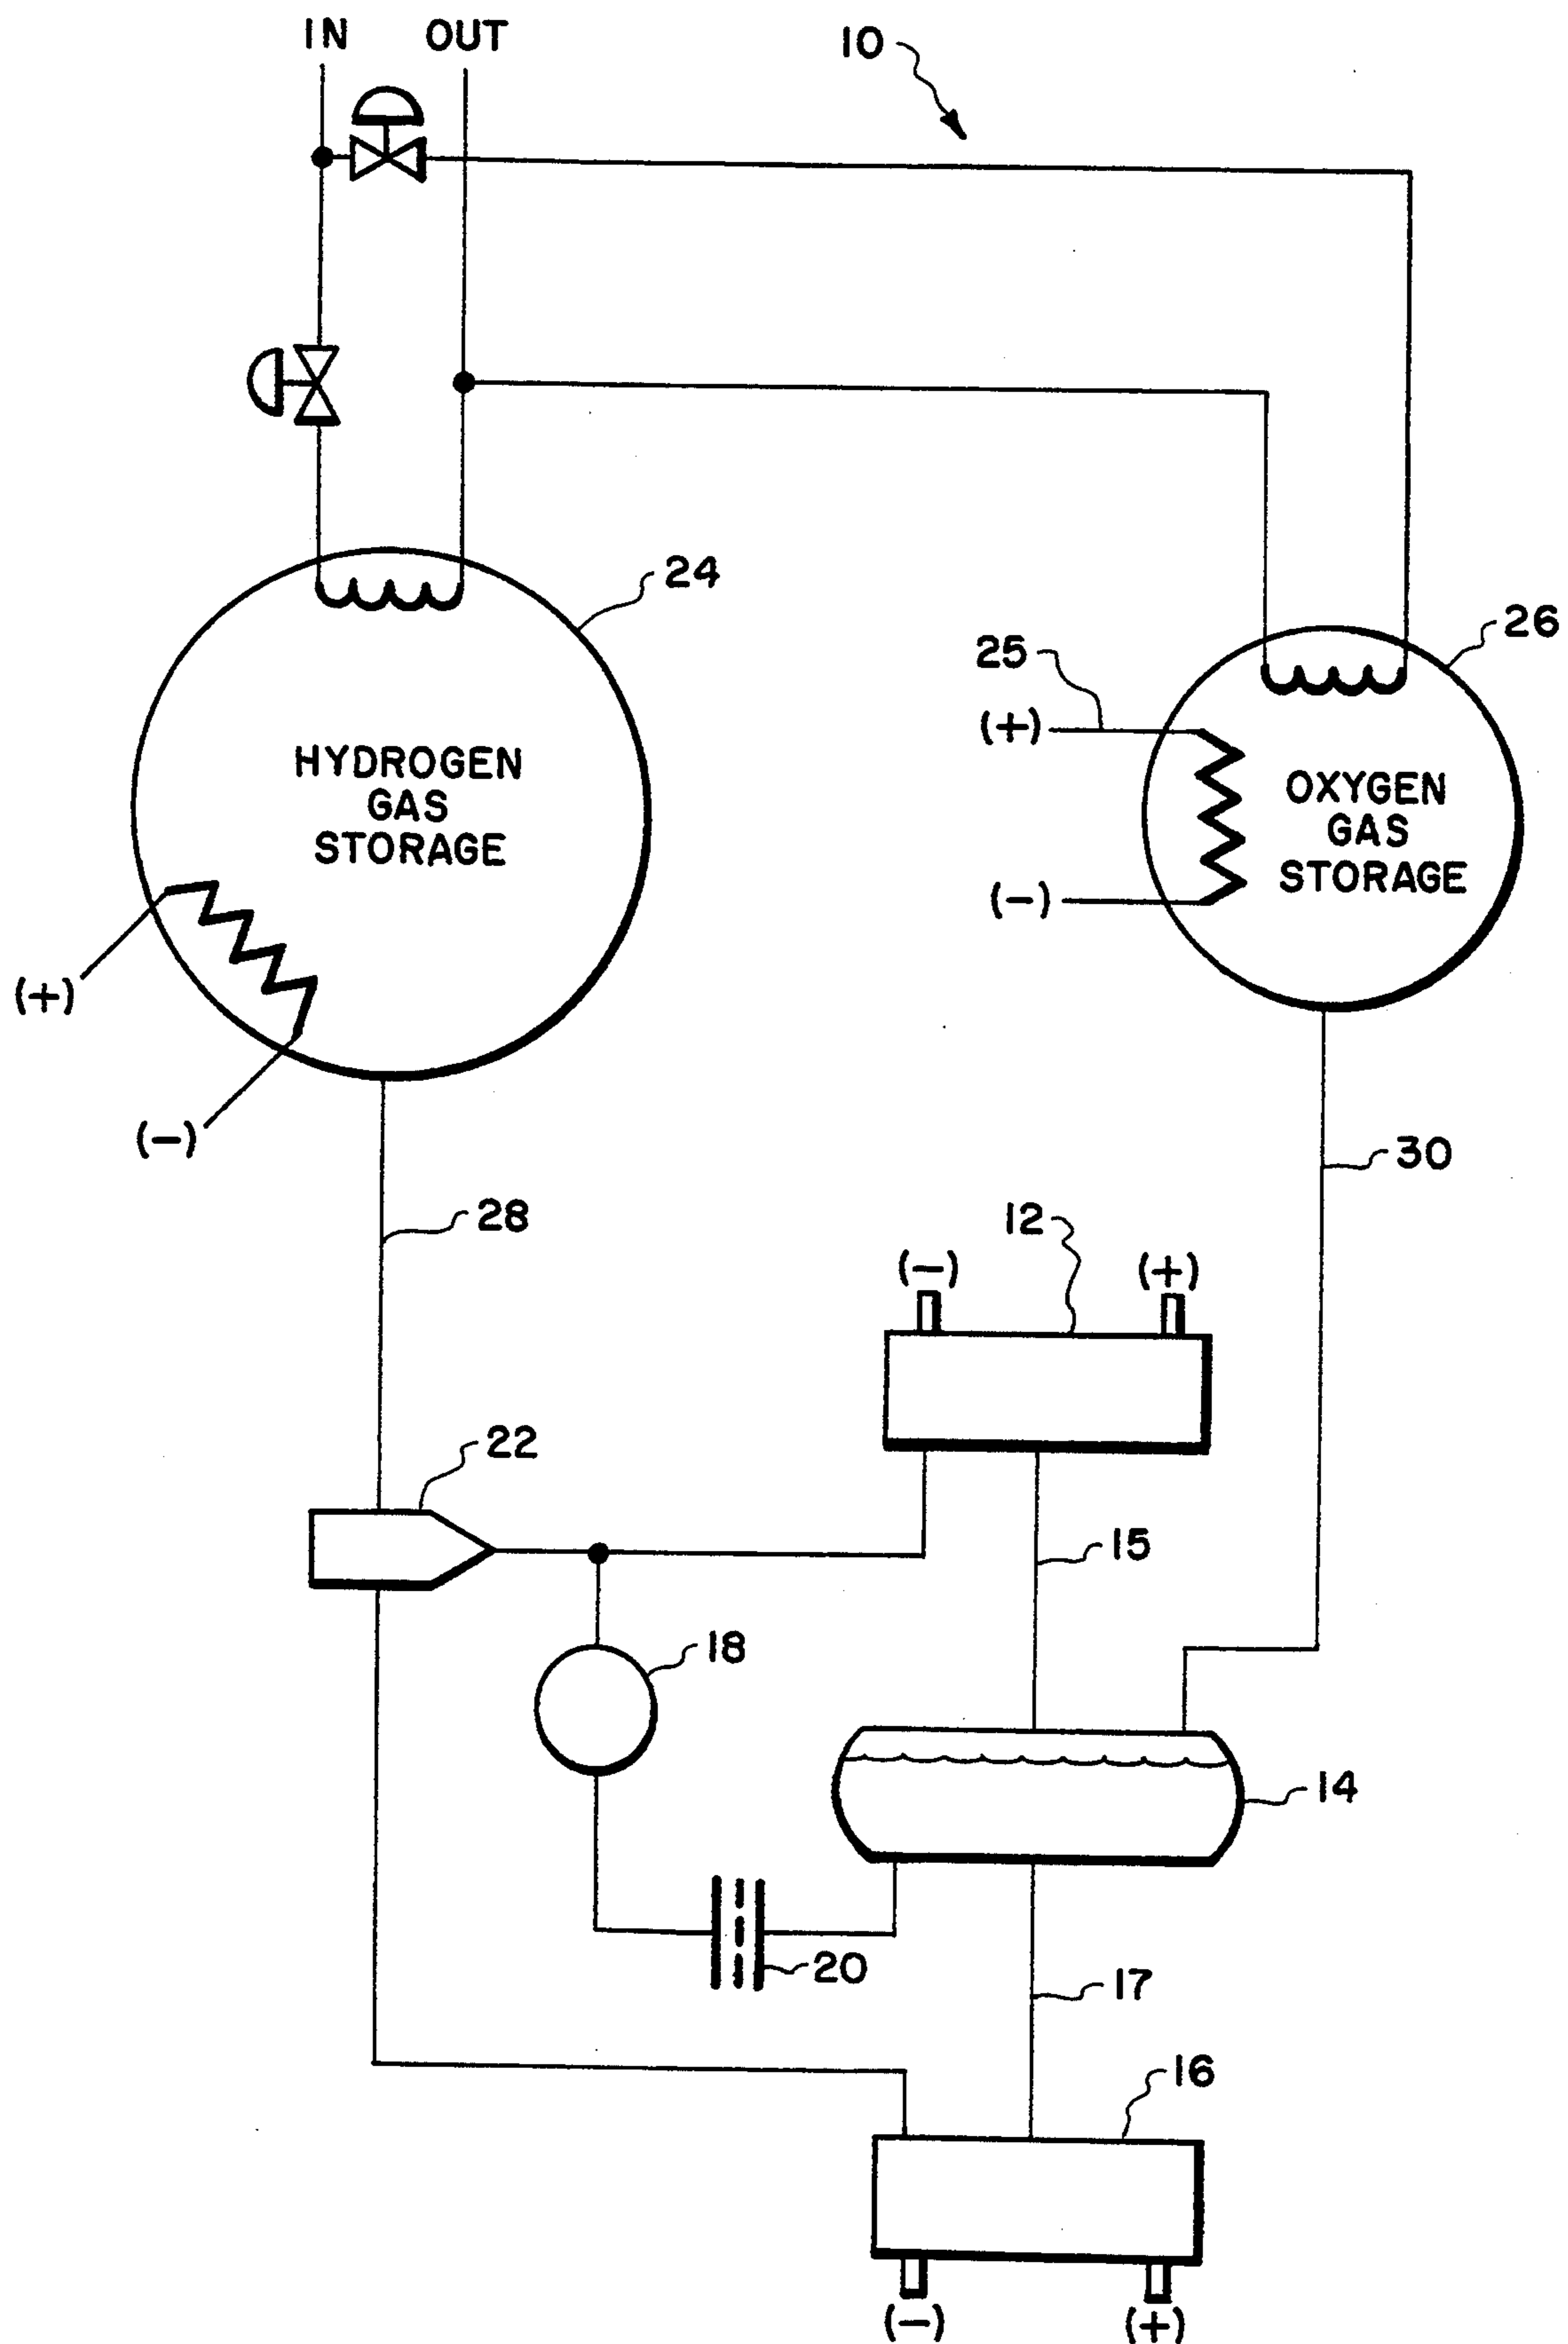 IN OUT
10
24
26
25
(+)
HYDROGEN
GAS
STORAGE
OXYGEN
GAS
STORAGE
(-)
(+)
(-)
30
28
12
(-) (+)
22
15
18
14
20
17
16
(-) (+)